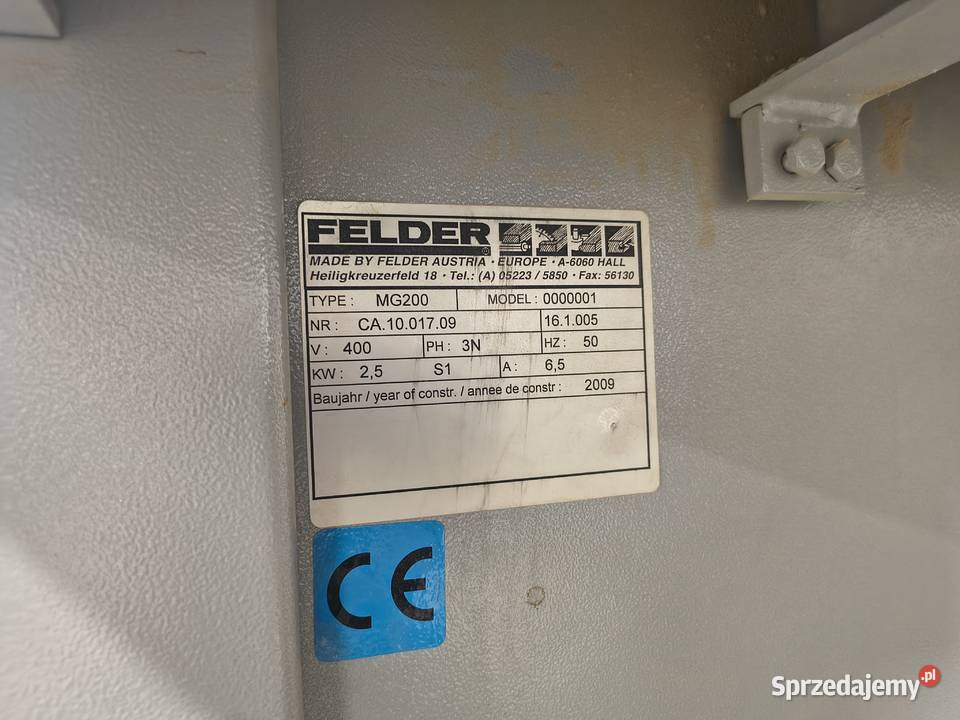 FELDER
MADE BY FELDER AUSTRIA · EUROPE · A-6060 HALL
Heiligkreuzerfeld 18 · Tel.: (A) 05223 / 5850 · Fax: 56130
TYPE : MG200 MODEL : 0000001
NR : CA.10.017.09 16.1.005
V : 400 PH : 3N HZ : 50
KW : 2,5 S1 A : 6,5
Baujahr / year of constr. / annee de constr : 2009
CE
Sprzedajemy.pl